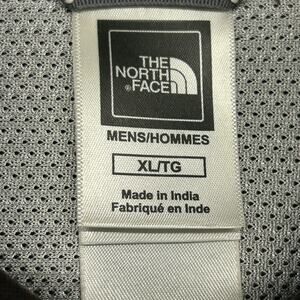 THE
NORTH
FACE
MENS/HOMMES
XL/TG
Made in India
Fabriqué en Inde